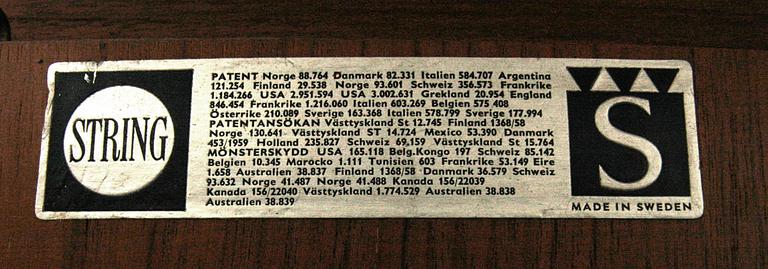 STRING
PATENT Norge 88.764 Danmark 82.331 Italien 584.707 Argentina
121.254 Finland 29.538 Norge 93.601 Schweiz 356.573 Frankrike
1.184.266 USA 2.951.594 USA 3.002.631 Grekland 20.954 England
846.454 Frankrike 1.216.060 Italien 603.269 Belgien 575 408
Österrike 210.089 Sverige 163.368 Italien 578.799 Sverige 177.994
PATENTANSÖKAN Västtyskland St 12.745 Finland 1368/58
Norge 130.641 Västtyskland ST 14.724 Mexico 53.390 Danmark
453/1959 Holland 235.827 Schweiz 69,159 Västtyskland St 15.764
MÖNSTERSKYDD USA 165.118 Belg.Kongo 197 Schweiz 85.142
Belgien 10.345 Marocko 1.111 Tunisien 603 Frankrike 53.149 Eire
1.658 Australien 38.837 Finland 1368/58 Danmark 36.579 Schweiz
93.632 Norge 41.487 Norge 41.488 Kanada 156/22039
Kanada 156/22040 Västtyskland 1.774.529 Australien 38.838
Australien 38.839
S
MADE IN SWEDEN